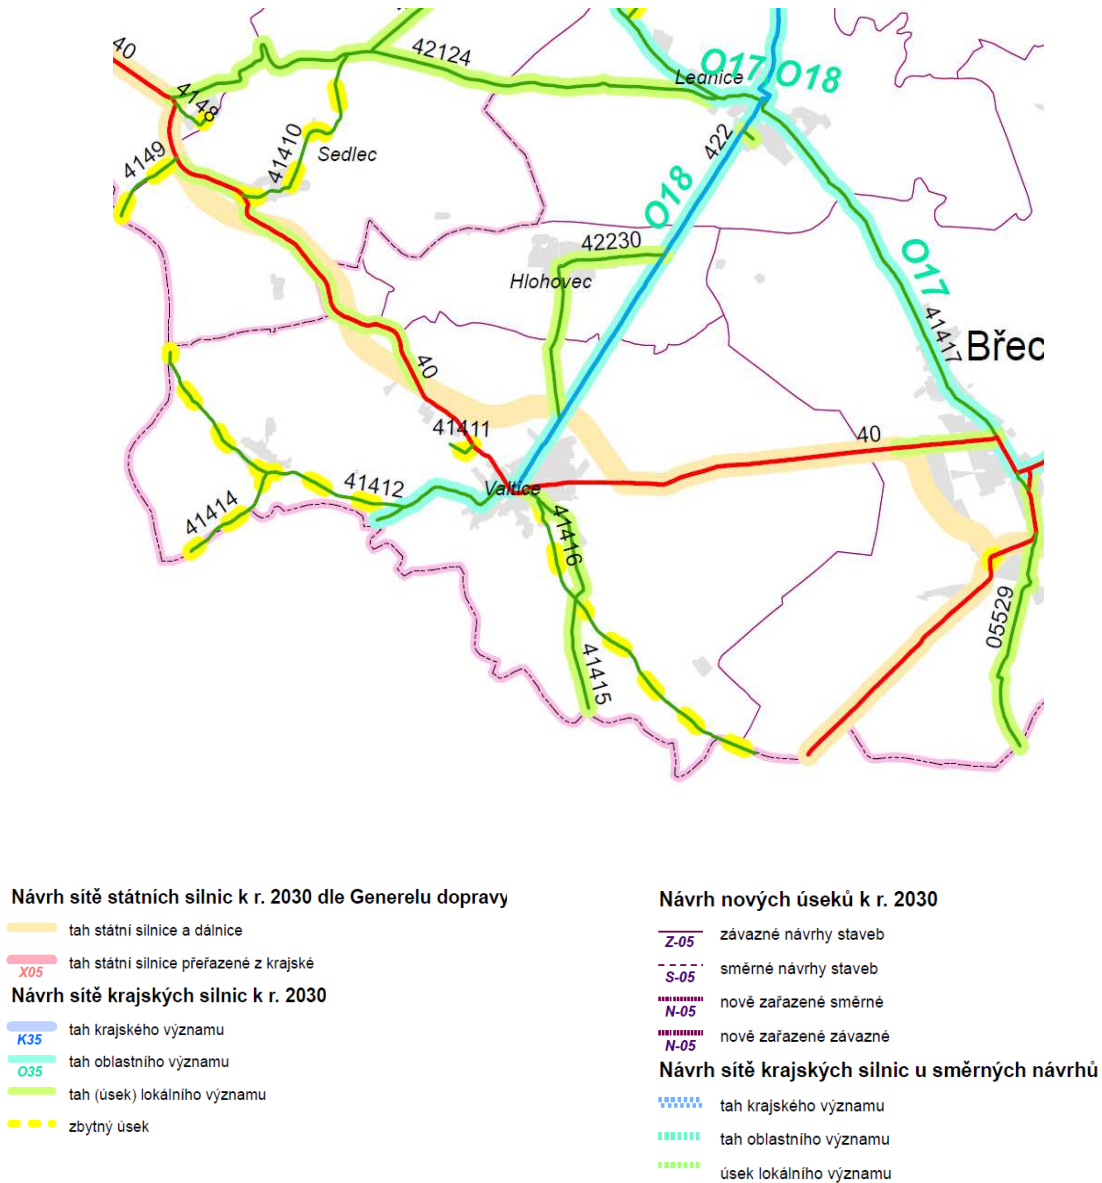 40
42124
O17
O18
Lednice
4148
422
4149
41410
Sedlec
O18
42230
Hlohovec
O17
41417
Břec
40
41411
40
41412
Valtice
41414
41416
05529
41415
Návrh sítě státních silnic k r. 2030 dle Generelu dopravy
tah státní silnice a dálnice
X05
tah státní silnice přeřazené z krajské
Návrh sítě krajských silnic k r. 2030
K35
tah krajského významu
O35
tah oblastního významu
tah (úsek) lokálního významu
zbytný úsek
Návrh nových úseků k r. 2030
Z-05
závazné návrhy staveb
S-05
směrné návrhy staveb
N-05
nově zařazené směrné
N-05
nově zařazené závazné
Návrh sítě krajských silnic u směrných návrhů
tah krajského významu
tah oblastního významu
úsek lokálního významu